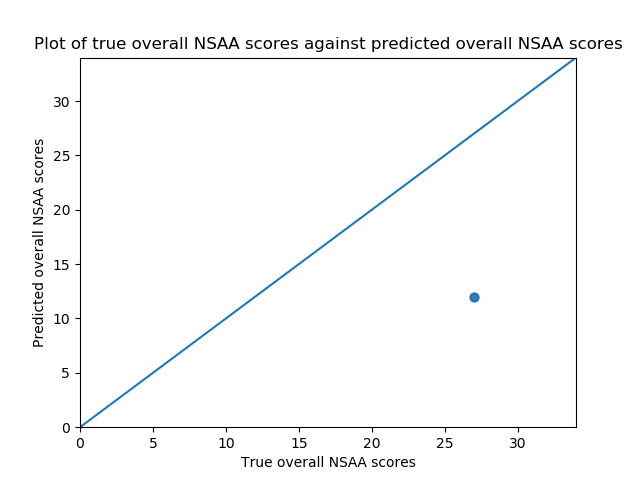 Plot of true overall NSAA scores against predicted overall NSAA scores
30
25
20
15
10
5
0
Predicted overall NSAA scores
0 5 10 15 20 25 30
True overall NSAA scores